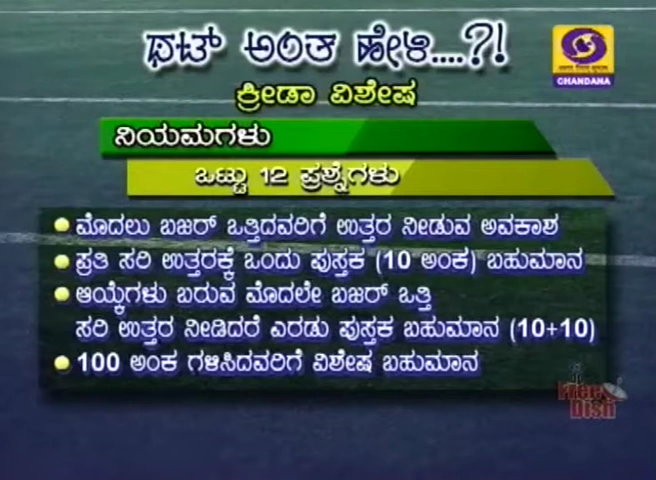 ಥಟ್ ಅಂತ ಹೇಳಿ....?!
CHANDANA
ಕ್ರೀಡಾ ವಿಶೇಷ
ನಿಯಮಗಳು
ಒಟ್ಟು 12 ಪ್ರಶ್ನೆಗಳು
ಮೊದಲು ಬಜರ್ ಒತ್ತಿದವರಿಗೆ ಉತ್ತರ ನೀಡುವ ಅವಕಾಶ
ಪ್ರತಿ ಸರಿ ಉತ್ತರಕ್ಕೆ ಒಂದು ಪುಸ್ತಕ (10 ಅಂಕ) ಬಹುಮಾನ
ಆಯ್ಕೆಗಳು ಬರುವ ಮೊದಲೇ ಬಜರ್ ಒತ್ತಿ
ಸರಿ ಉತ್ತರ ನೀಡಿದರೆ ಎರಡು ಪುಸ್ತಕ ಬಹುಮಾನ (10+10)
100 ಅಂಕ ಗಳಿಸಿದವರಿಗೆ ವಿಶೇಷ ಬಹುಮಾನ
Free
Dish